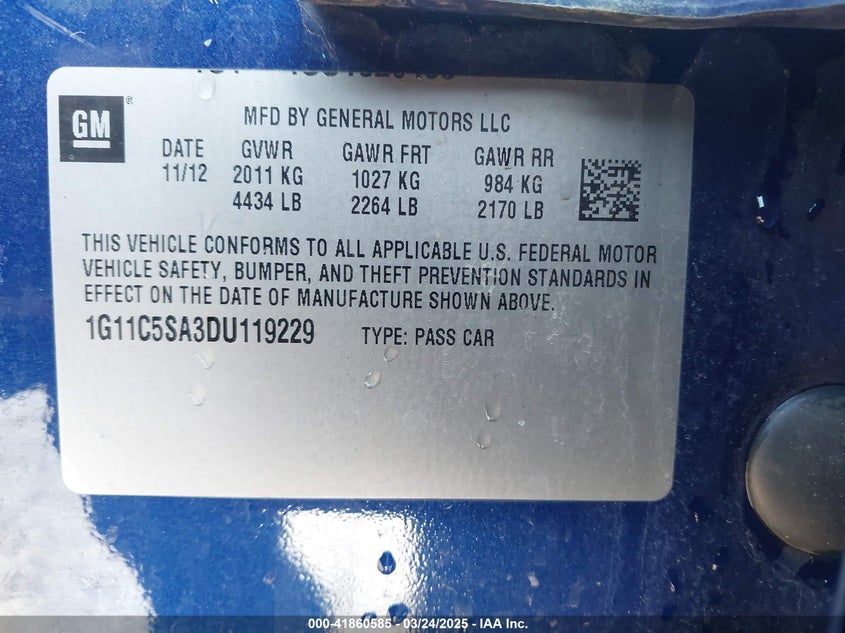 GM
MFD BY GENERAL MOTORS LLC
DATE GVWR GAWR FRT GAWR RR
11/12 2011 KG 1027 KG 984 KG
4434 LB 2264 LB 2170 LB
THIS VEHICLE CONFORMS TO ALL APPLICABLE U.S. FEDERAL MOTOR
VEHICLE SAFETY, BUMPER, AND THEFT PREVENTION STANDARDS IN
EFFECT ON THE DATE OF MANUFACTURE SHOWN ABOVE.
1G11C5SA3DU119229 TYPE: PASS CAR
000-41860585 - 03/24/2025 - IAA Inc.